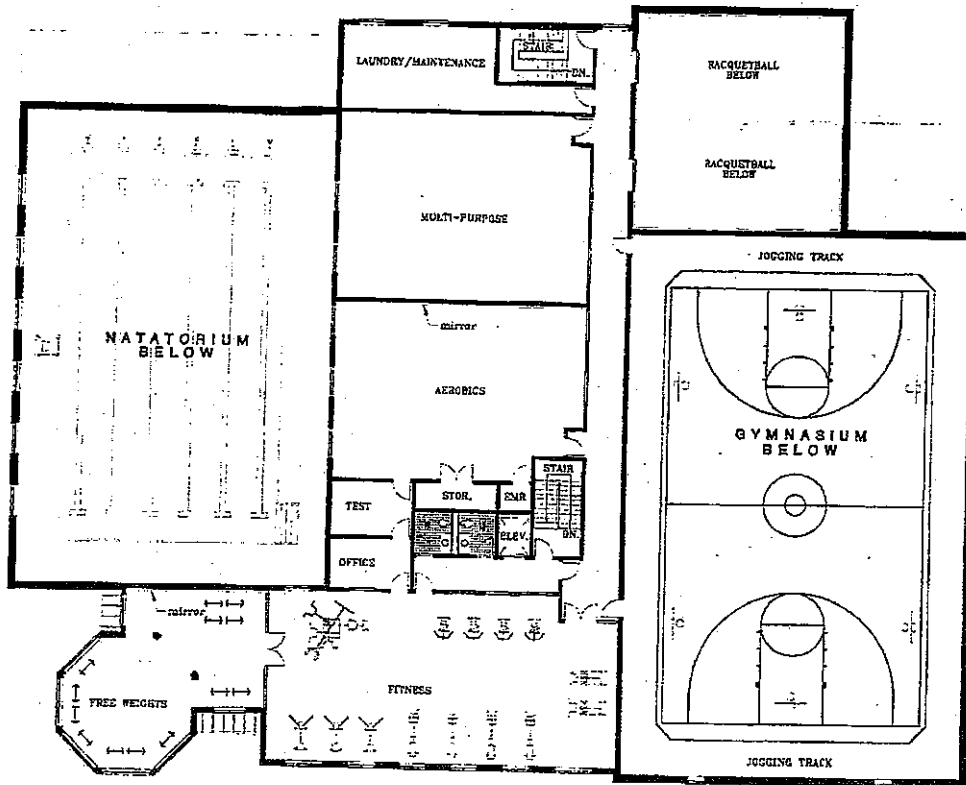 STAIR
LAUNDRY/MAINTENANCE
DN.
RACQUETBALL
BELOW
RACQUETBALL
BELOW
MULTI-PURPOSE
JOGGING TRACK
mirror
NATATORIUM
BELOW
AEROBICS
GYMNASIUM
BELOW
STAIR
STOR.
EMR
TEST
ELEV.
DN.
OFFICE
mirror
FITNESS
FREE WEIGHTS
JOGGING TRACK